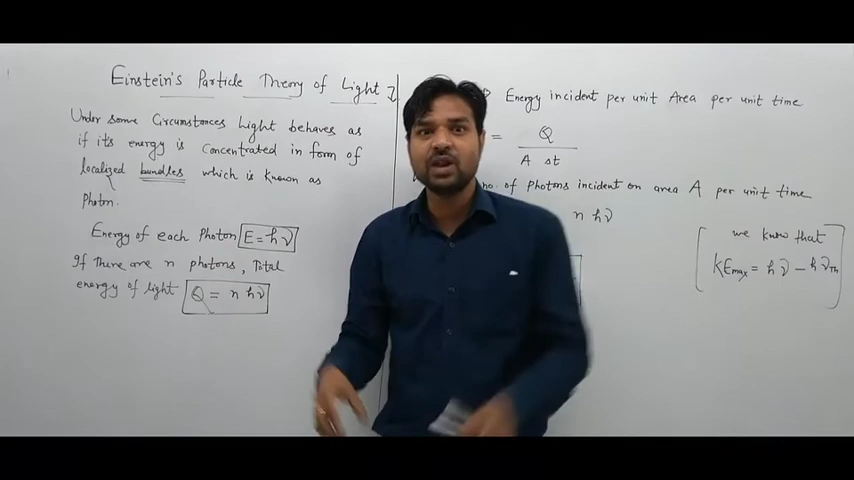 Einstein's Particle Theory of Light
Under some Circumstances Light behaves as
if it's energy is concentrated in form of
localized bundles which is known as
Photon.
Energy of each Photon E=hν
If There are n photons, Total
energy of light Q = n hν
Energy incident per unit Area per unit time
= Q / A Δt
no. of Photons incident on area A per unit time
n hν
we know that
KEmax = hν - hνTh